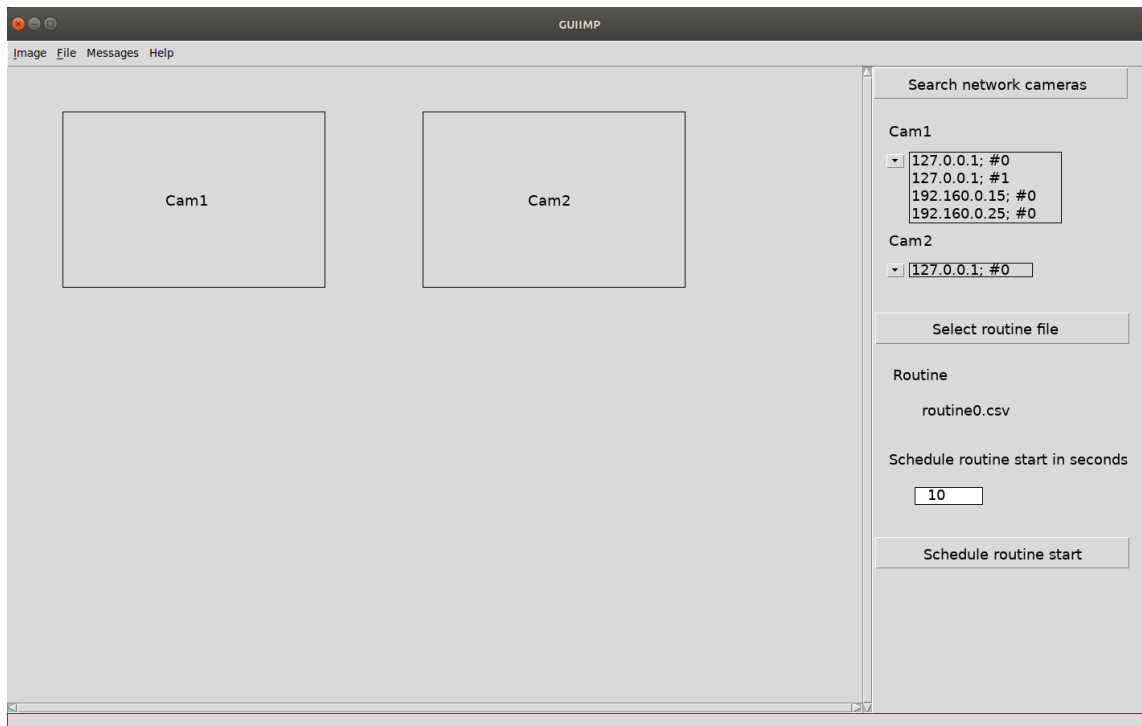 GUIIMP
Image File Messages Help
Search network cameras
Cam1
127.0.0.1; #0
127.0.0.1; #1
192.160.0.15; #0
192.160.0.25; #0
Cam2
127.0.0.1; #0
Cam1
Cam2
Select routine file
Routine
routine0.csv
Schedule routine start in seconds
10
Schedule routine start